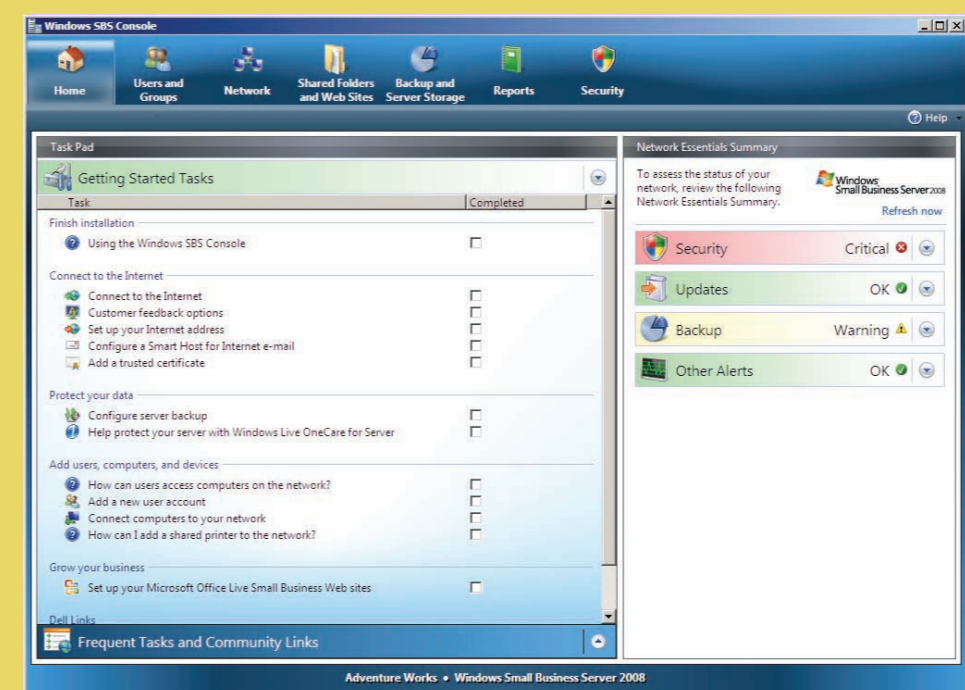 Windows SBS Console
Home
Users and
Groups
Network
Shared Folders
and Web Sites
Backup and
Server Storage
Reports
Security
Help
Task Pad
Getting Started Tasks
Task
Completed
Finish installation
Using the Windows SBS Console
Connect to the Internet
Connect to the Internet
Customer feedback options
Set up your Internet address
Configure a Smart Host for Internet e-mail
Add a trusted certificate
Protect your data
Configure server backup
Help protect your server with Windows Live OneCare for Server
Add users, computers, and devices
How can users access computers on the network?
Add a new user account
Connect computers to your network
How can I add a shared printer to the network?
Grow your business
Set up your Microsoft Office Live Small Business Web sites
Dell Links
Frequent Tasks and Community Links
Network Essentials Summary
To assess the status of your
network, review the following
Network Essentials Summary.
Windows
Small Business Server 2008
Refresh now
Security Critical
Updates OK
Backup Warning
Other Alerts OK
Adventure Works • Windows Small Business Server 2008